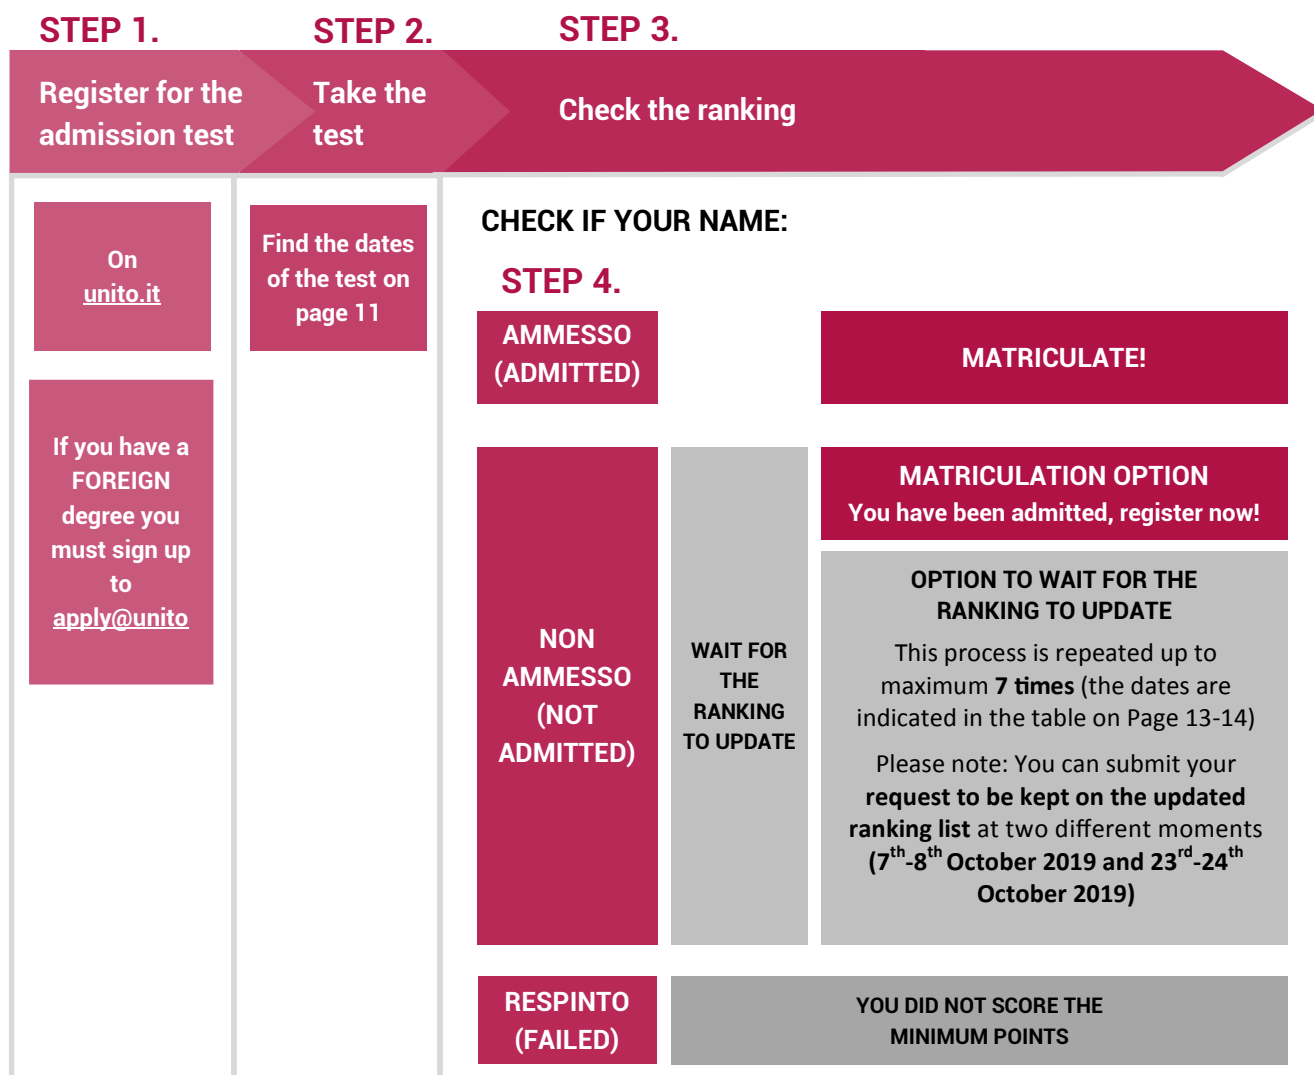 STEP 1.
STEP 2.
STEP 3.
Register for the
admission test
Take the
test
Check the ranking
On
unito.it
If you have a
FOREIGN
degree you
must sign up
to
apply@unito
Find the dates
of the test on
page 11
CHECK IF YOUR NAME:
STEP 4.
AMMESSO
(ADMITTED)
MATRICULATE!
NON
AMMESSO
(NOT
ADMITTED)
WAIT FOR
THE
RANKING
TO UPDATE
MATRICULATION OPTION
You have been admitted, register now!
OPTION TO WAIT FOR THE
RANKING TO UPDATE
This process is repeated up to
maximum 7 times (the dates are
indicated in the table on Page 13-14)
Please note: You can submit your
request to be kept on the updated
ranking list at two different moments
(7th-8th October 2019 and 23rd-24th
October 2019)
RESPINTO
(FAILED)
YOU DID NOT SCORE THE
MINIMUM POINTS